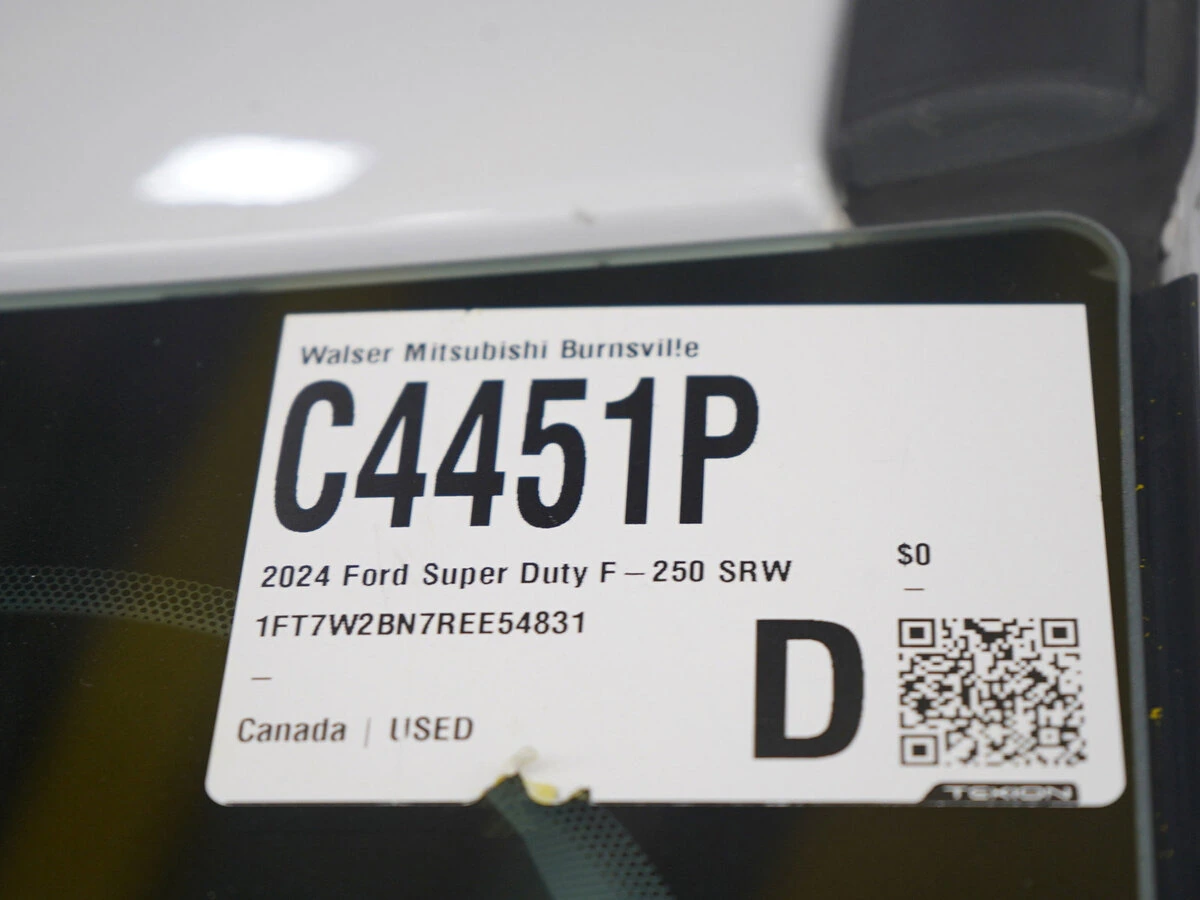 Walser Mitsubishi Burnsville
C4451P
2024 Ford Super Duty F-250 SRW
$0
1FT7W2BN7REE54831
D
Canada | USED
TEKION